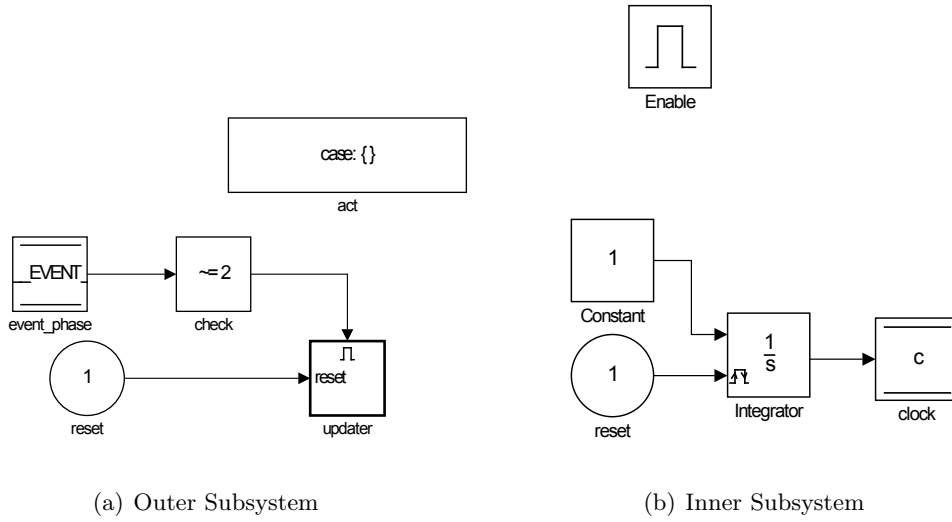 Enable
case: { }
act
_EVENT_
event_phase
~= 2
check
1
reset
reset
updater
1
Constant
1
reset
1
s
Integrator
c
clock
(a) Outer Subsystem
(b) Inner Subsystem